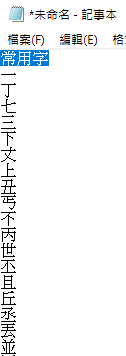 *未命名 - 記事本
檔案(F) 編輯(E) 格
常用字
一
丁
七
三
下
丈
上
丑
丐
不
丙
世
丕
且
丘
丞
丟
並